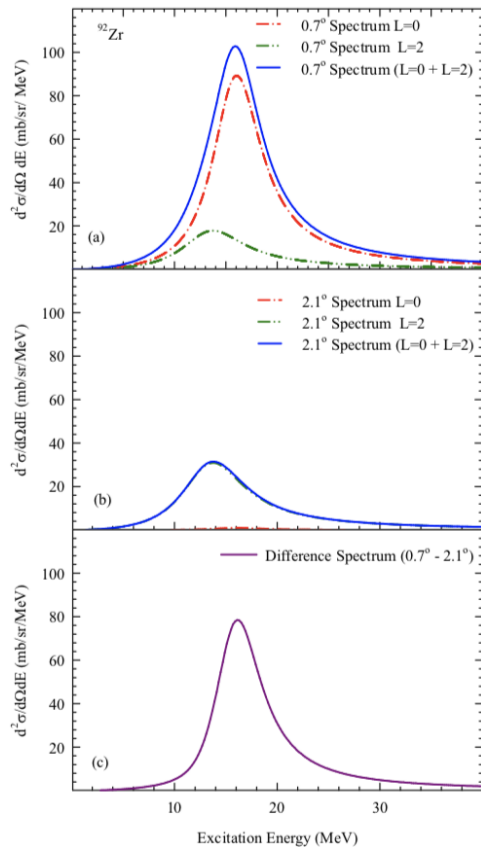 ⁹²Zr
0.7° Spectrum L=0
0.7° Spectrum L=2
0.7° Spectrum (L=0 + L=2)
120
100
80
60
40
20
d²σ/dΩ dE (mb/sr/ MeV)
(a)
2.1° Spectrum L=0
2.1° Spectrum L=2
2.1° Spectrum (L=0 + L=2)
100
80
60
40
20
d²σ/dΩdE (mb/sr/MeV)
(b)
Difference Spectrum (0.7° - 2.1°)
100
80
60
40
20
d²σ/dΩdE (mb/sr/MeV)
(c)
10 20 30
Excitation Energy (MeV)